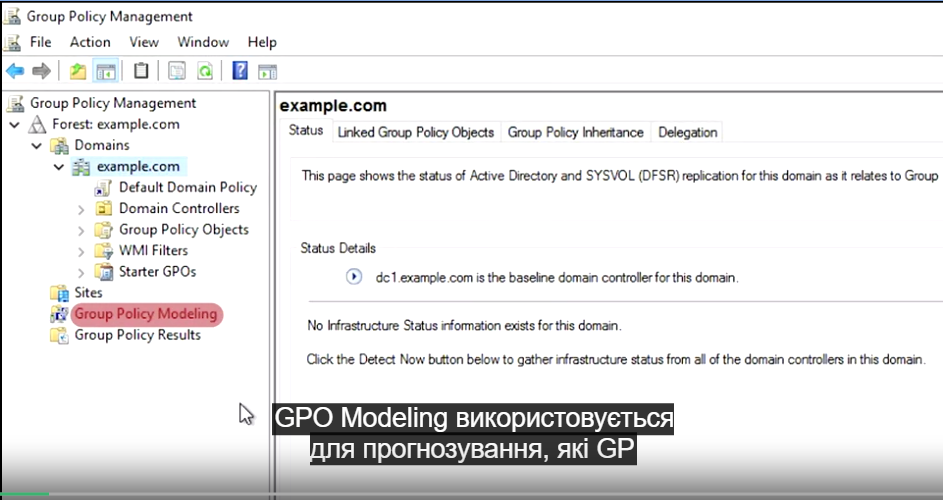 Group Policy Management
File Action View Window Help
Group Policy Management
Forest: example.com
Domains
example.com
Default Domain Policy
Domain Controllers
Group Policy Objects
WMI Filters
Starter GPOs
Sites
Group Policy Modeling
Group Policy Results
example.com
Status Linked Group Policy Objects Group Policy Inheritance Delegation
This page shows the status of Active Directory and SYSVOL (DFSR) replication for this domain as it relates to Group
Status Details
dc1.example.com is the baseline domain controller for this domain.
No Infrastructure Status information exists for this domain.
Click the Detect Now button below to gather infrastructure status from all of the domain controllers in this domain.
GPO Modeling використовується
для прогнозування, які GP